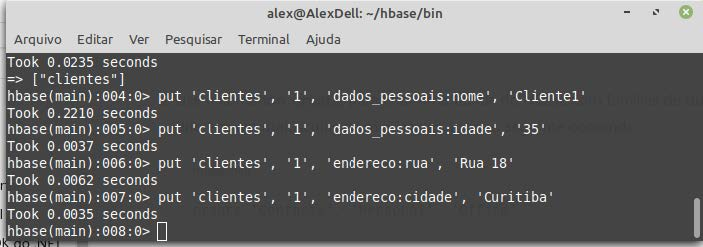 alex@AlexDell: ~/hbase/bin
Arquivo Editar Ver Pesquisar Terminal Ajuda
Took 0.0235 seconds
=> ["clientes"]
hbase(main):004:0> put 'clientes', '1', 'dados_pessoais:nome', 'Cliente1'
Took 0.2210 seconds
hbase(main):005:0> put 'clientes', '1', 'dados_pessoais:idade', '35'
Took 0.0037 seconds
hbase(main):006:0> put 'clientes', '1', 'endereco:rua', 'Rua 18'
Took 0.0062 seconds
hbase(main):007:0> put 'clientes', '1', 'endereco:cidade', 'Curitiba'
Took 0.0035 seconds
hbase(main):008:0>